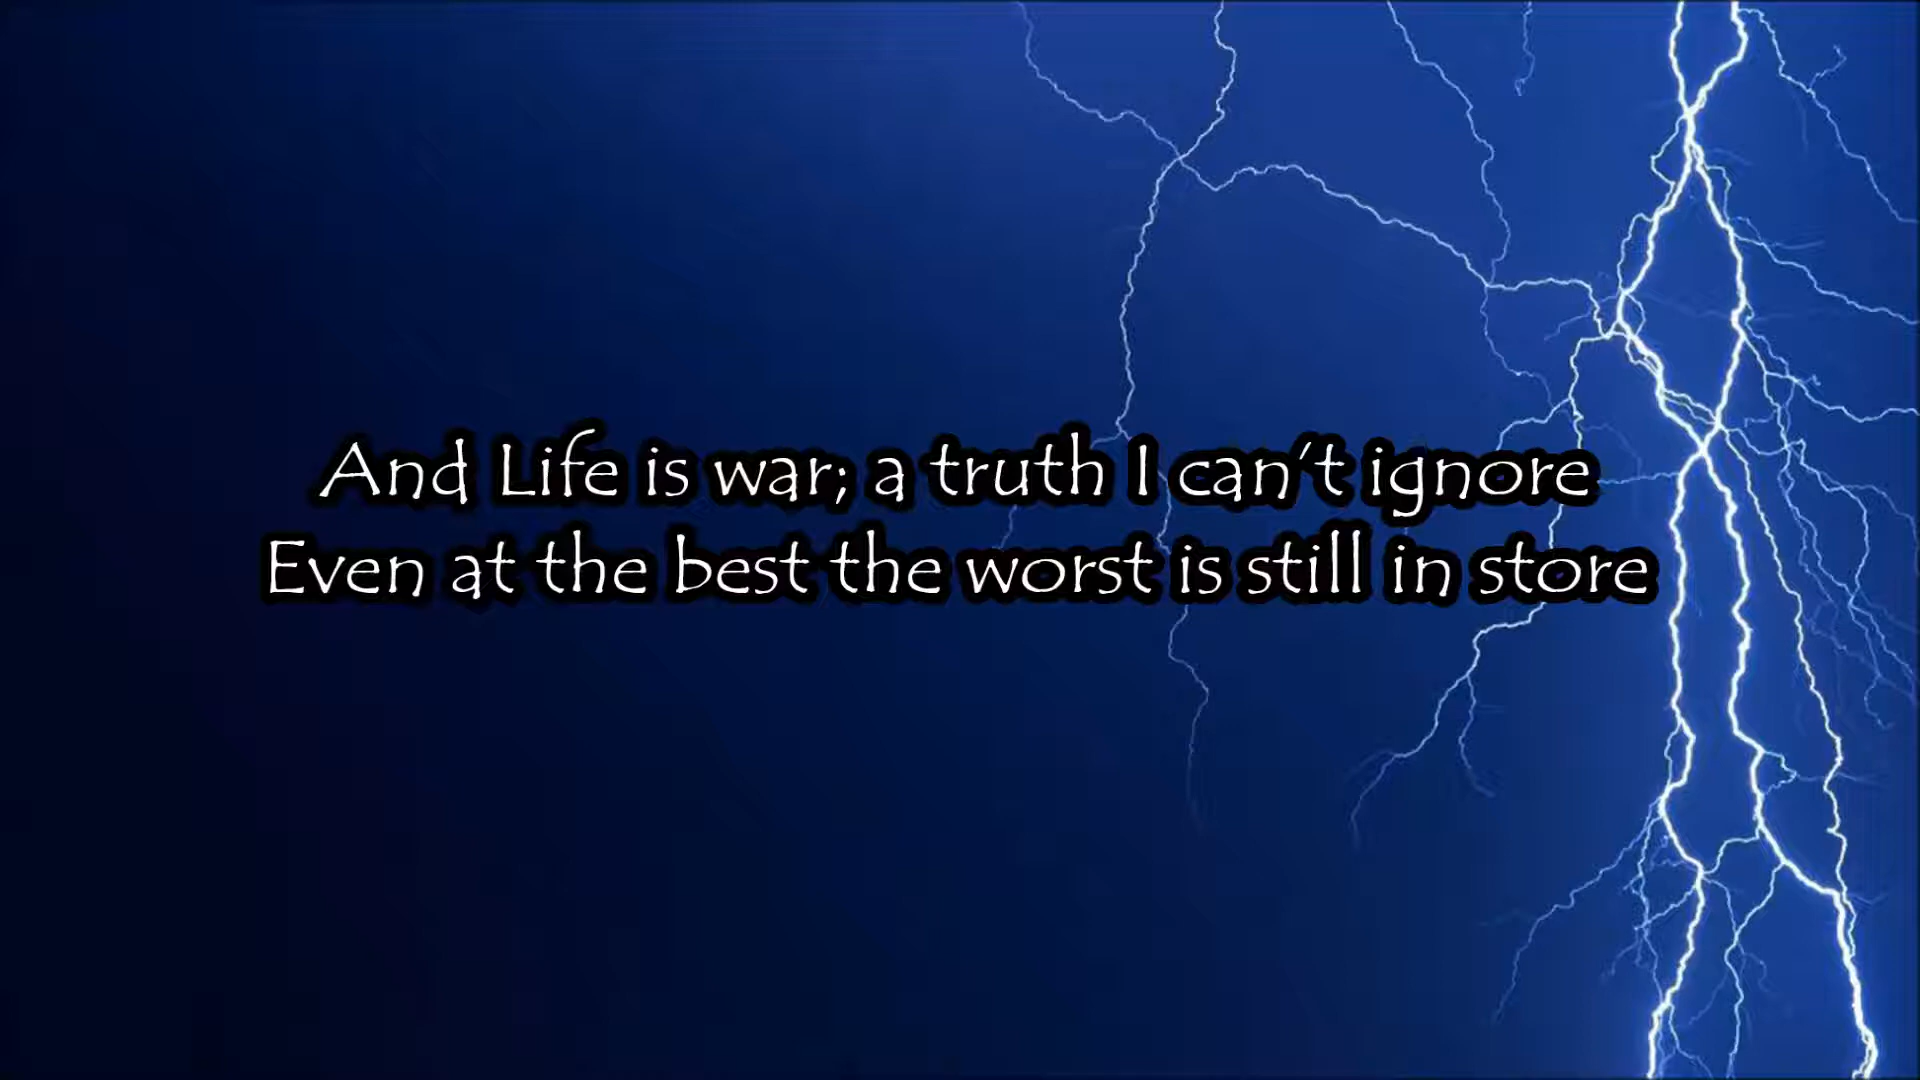 And Life is war; a truth I can't ignore
Even at the best the worst is still in store